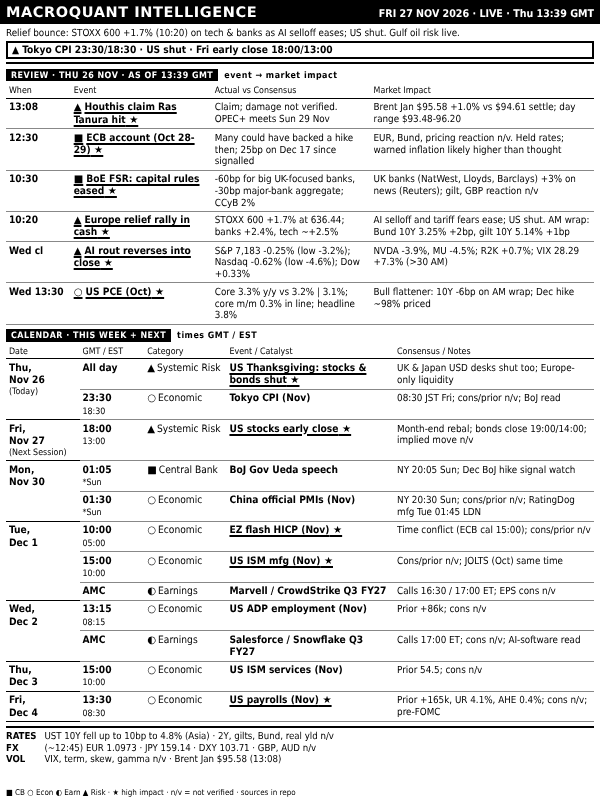 MACROQUANT INTELLIGENCE FRI 27 NOV 2026 · LIVE · Thu 13:39 GMT
Relief bounce: STOXX 600 +1.7% (10:20) on tech & banks as AI selloff eases; US shut. Gulf oil risk live.
▲ Tokyo CPI 23:30/18:30 · US shut · Fri early close 18:00/13:00
REVIEW · THU 26 NOV · AS OF 13:39 GMT event → market impact
When Event Actual vs Consensus Market Impact
13:08 ▲ Houthis claim Ras Claim; damage not verified. Brent Jan $95.58 +1.0% vs $94.61 settle; day
Tanura hit ★ OPEC+ meets Sun 29 Nov range $93.48-96.20
12:30 ■ ECB account (Oct 28- Many could have backed a hike EUR, Bund, pricing reaction n/v. Held rates;
29) ★ then; 25bp on Dec 17 since warned inflation likely higher than thought
signalled
10:30 ■ BoE FSR: capital rules -60bp for big UK-focused banks, UK banks (NatWest, Lloyds, Barclays) +3% on
eased ★ -30bp major-bank aggregate; news (Reuters); gilt, GBP reaction n/v
CCyB 2%
10:20 ▲ Europe relief rally in STOXX 600 +1.7% at 636.44; AI selloff and tariff fears ease; US shut. AM wrap:
cash ★ banks +2.4%, tech ~+2.5% Bund 10Y 3.25% +2bp, gilt 10Y 5.14% +1bp
Wed cl ▲ AI rout reverses into S&P 7,183 -0.25% (low -3.2%); NVDA -3.9%, MU -4.5%; R2K +0.7%; VIX 28.29
close ★ Nasdaq -0.62% (low -4.6%); Dow +7.3% (>30 AM)
+0.33%
Wed 13:30 ○ US PCE (Oct) ★ Core 3.3% y/y vs 3.2% | 3.1%; Bull flattener: 10Y -6bp on AM wrap; Dec hike
core m/m 0.3% in line; headline ~98% priced
3.8%
CALENDAR · THIS WEEK + NEXT times GMT / EST
Date GMT / EST Category Event / Catalyst Consensus / Notes
Thu, All day ▲ Systemic Risk US Thanksgiving: stocks & UK & Japan USD desks shut too; Europe-
Nov 26 bonds shut ★ only liquidity
(Today)
23:30 ○ Economic Tokyo CPI (Nov) 08:30 JST Fri; cons/prior n/v; BoJ read
18:30
Fri, 18:00 ▲ Systemic Risk US stocks early close ★ Month-end rebal; bonds close 19:00/14:00;
Nov 27 13:00 implied move n/v
(Next Session)
Mon, 01:05 ■ Central Bank BoJ Gov Ueda speech NY 20:05 Sun; Dec BoJ hike signal watch
Nov 30 *Sun
01:30 ○ Economic China official PMIs (Nov) NY 20:30 Sun; cons/prior n/v; RatingDog
*Sun mfg Tue 01:45 LDN
Tue, 10:00 ○ Economic EZ flash HICP (Nov) ★ Time conflict (ECB cal 15:00); cons/prior n/v
Dec 1 05:00
15:00 ○ Economic US ISM mfg (Nov) ★ Cons/prior n/v; JOLTS (Oct) same time
10:00
AMC ◐ Earnings Marvell / CrowdStrike Q3 FY27 Calls 16:30 / 17:00 ET; EPS cons n/v
Wed, 13:15 ○ Economic US ADP employment (Nov) Prior +86k; cons n/v
Dec 2 08:15
AMC ◐ Earnings Salesforce / Snowflake Q3 Calls 17:00 ET; cons n/v; AI-software read
FY27
Thu, 15:00 ○ Economic US ISM services (Nov) Prior 54.5; cons n/v
Dec 3 10:00
Fri, 13:30 ○ Economic US payrolls (Nov) ★ Prior +165k, UR 4.1%, AHE 0.4%; cons n/v;
Dec 4 08:30 pre-FOMC
RATES UST 10Y fell up to 10bp to 4.8% (Asia) · 2Y, gilts, Bund, real yld n/v
FX (~12:45) EUR 1.0973 · JPY 159.14 · DXY 103.71 · GBP, AUD n/v
VOL VIX, term, skew, gamma n/v · Brent Jan $95.58 (13:08)
■ CB ○ Econ ◐ Earn ▲ Risk · ★ high impact · n/v = not verified · sources in repo